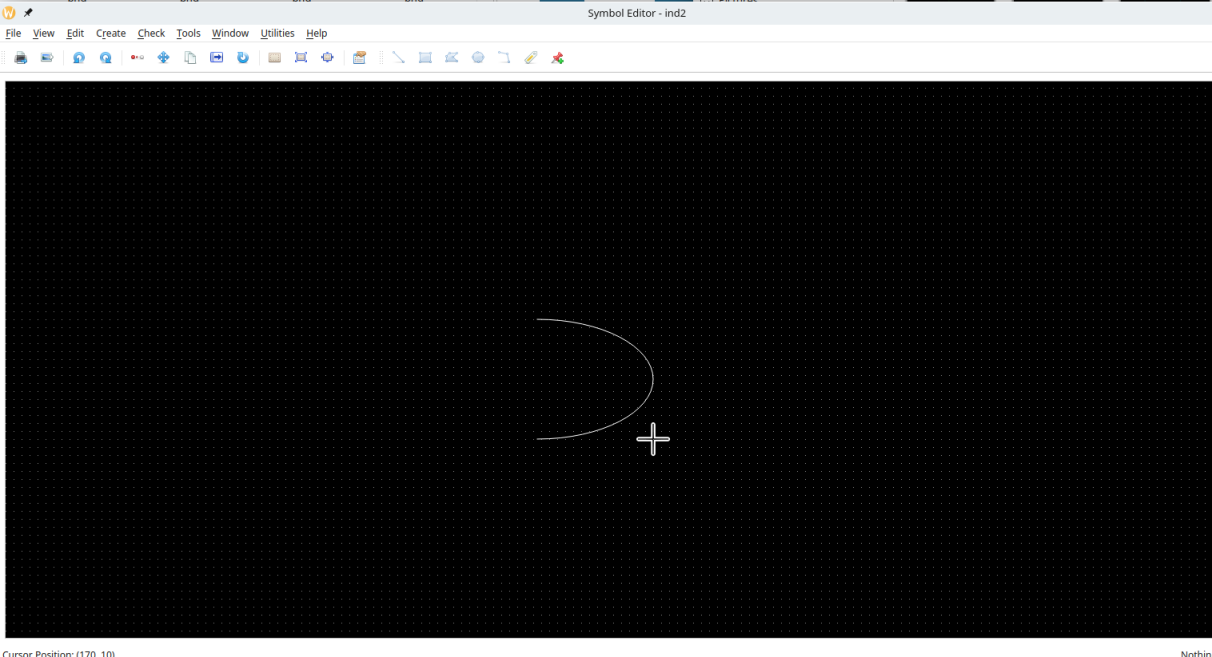 Symbol Editor - ind2
File View Edit Create Check Tools Window Utilities Help
Cursor Position: (170, 10)
Nothin